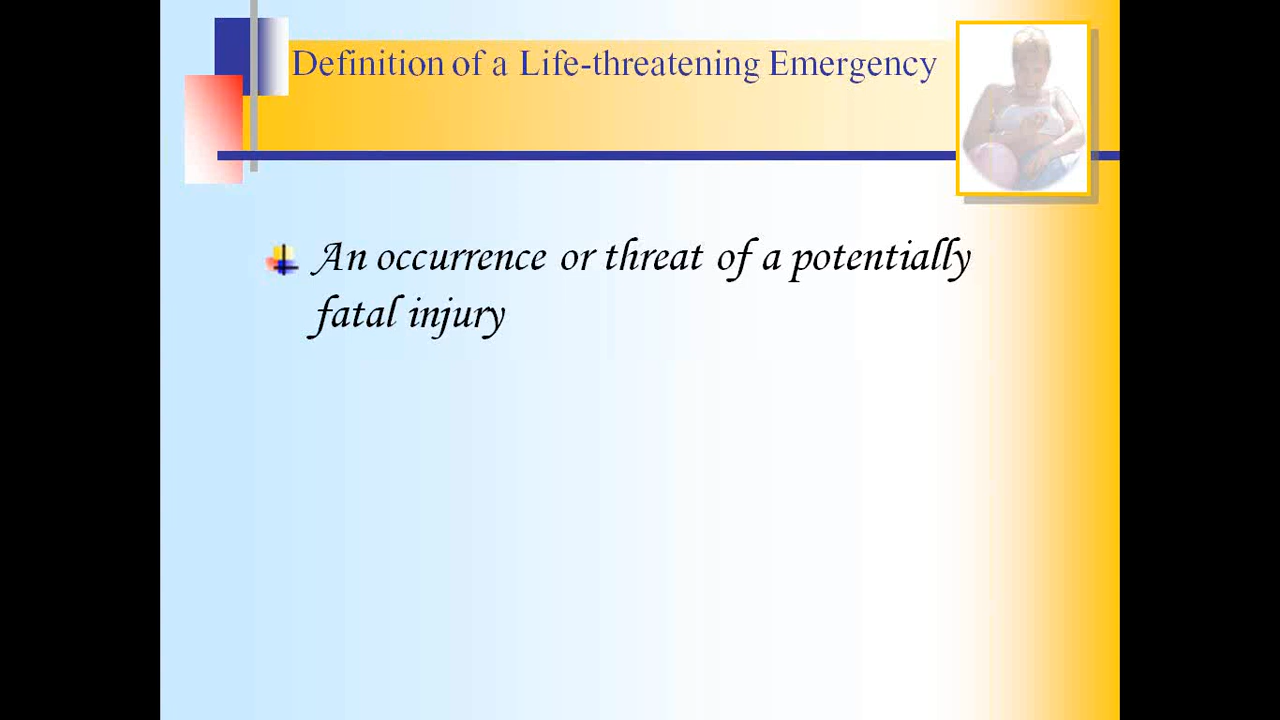 Definition of a Life-threatening Emergency
An occurrence or threat of a potentially
fatal injury